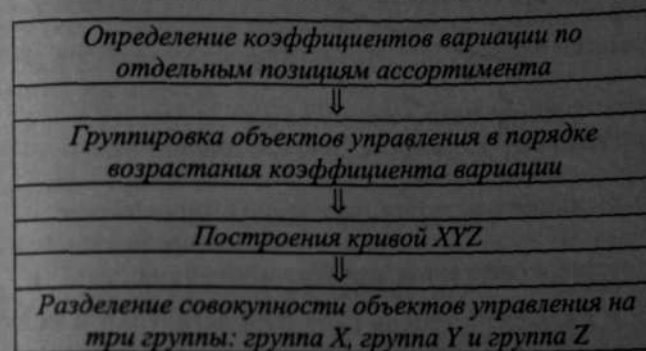 Определение коэффициентов вариации по
отдельным позициям ассортимента
⇓
Группировка объектов управления в порядке
возрастания коэффициента вариации
⇓
Построения кривой XYZ
⇓
Разделение совокупности объектов управления на
три группы: группа X, группа Y и группа Z